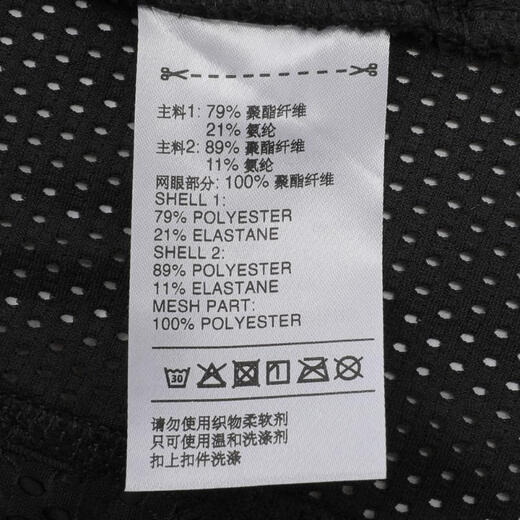 主料1: 79% 聚酯纤维
21% 氨纶
主料2: 89% 聚酯纤维
11% 氨纶
网眼部分: 100% 聚酯纤维
SHELL 1:
79% POLYESTER
21% ELASTANE
SHELL 2:
89% POLYESTER
11% ELASTANE
MESH PART:
100% POLYESTER
30
请勿使用织物柔软剂
只可使用温和洗涤剂
扣上扣件洗涤